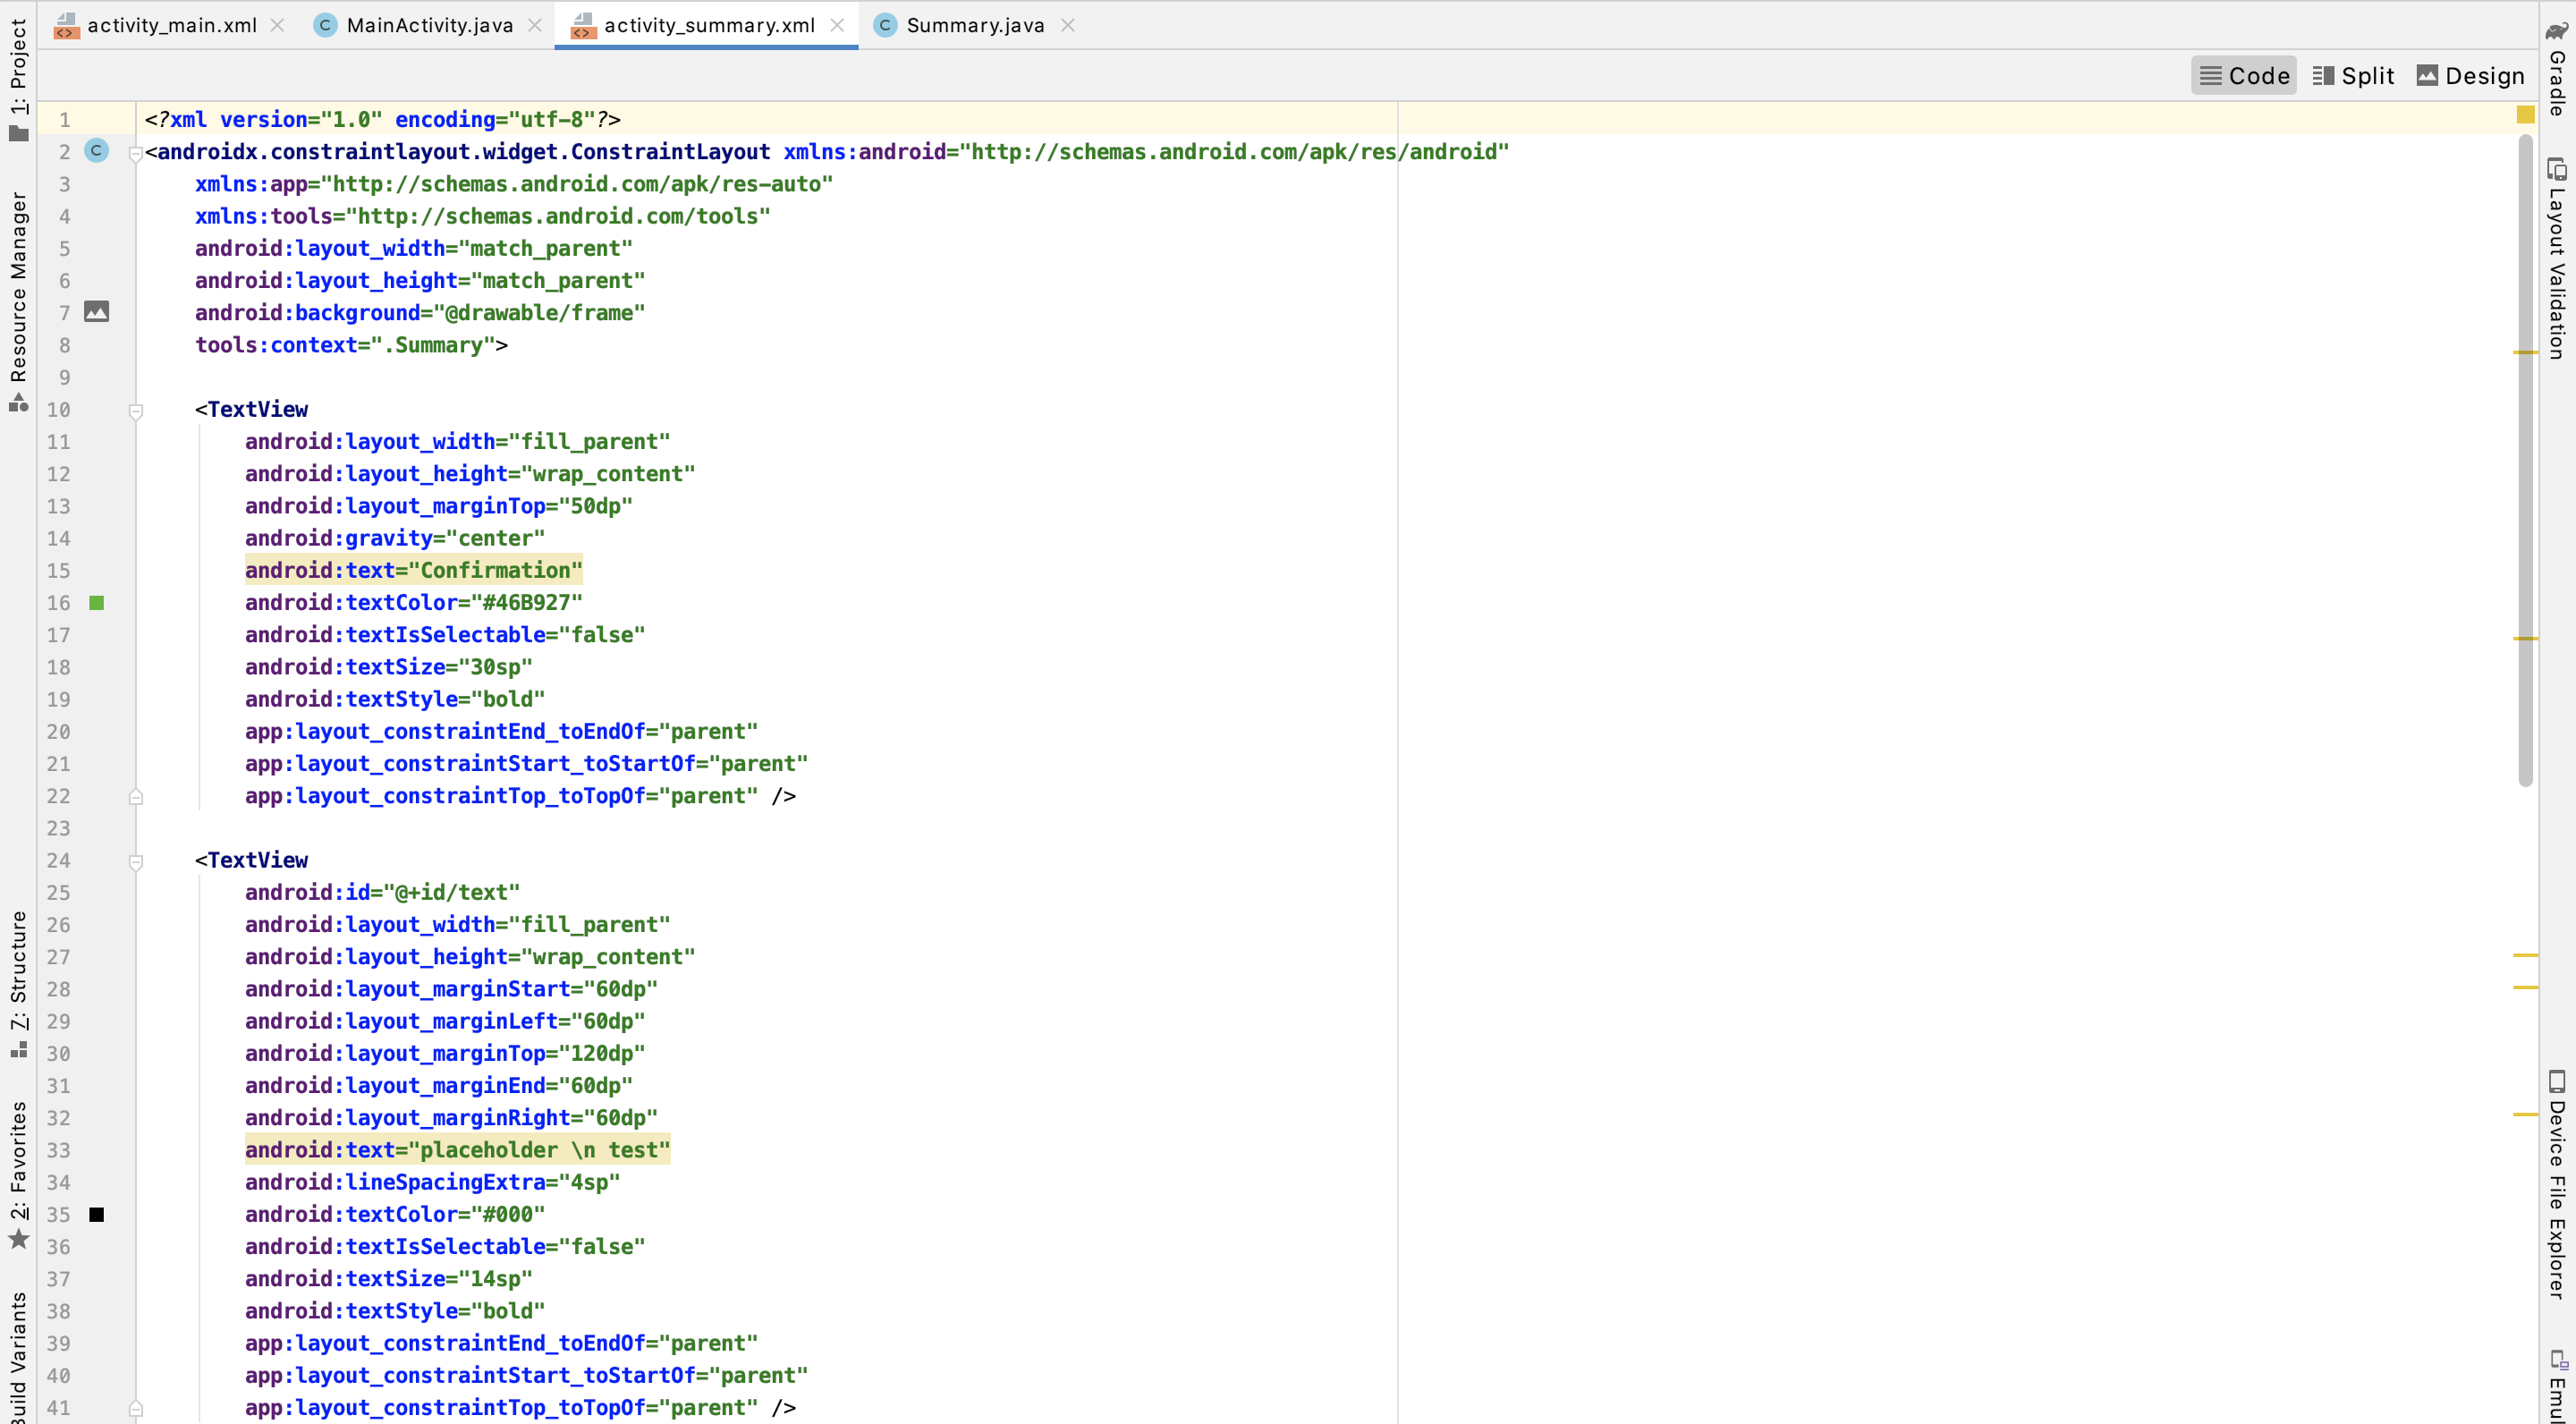 activity_main.xml
MainActivity.java
activity_summary.xml
Summary.java
Code
Split
Design
1: Project
Resource Manager
7: Structure
2: Favorites
Build Variants
Gradle
Layout Validation
Device File Explorer
1 <?xml version="1.0" encoding="utf-8"?>
2 <androidx.constraintlayout.widget.ConstraintLayout xmlns:android="http://schemas.android.com/apk/res/android"
3 xmlns:app="http://schemas.android.com/apk/res-auto"
4 xmlns:tools="http://schemas.android.com/tools"
5 android:layout_width="match_parent"
6 android:layout_height="match_parent"
7 android:background="@drawable/frame"
8 tools:context=".Summary">
9
10 <TextView
11 android:layout_width="fill_parent"
12 android:layout_height="wrap_content"
13 android:layout_marginTop="50dp"
14 android:gravity="center"
15 android:text="Confirmation"
16 android:textColor="#46B927"
17 android:textIsSelectable="false"
18 android:textSize="30sp"
19 android:textStyle="bold"
20 app:layout_constraintEnd_toEndOf="parent"
21 app:layout_constraintStart_toStartOf="parent"
22 app:layout_constraintTop_toTopOf="parent" />
23
24 <TextView
25 android:id="@+id/text"
26 android:layout_width="fill_parent"
27 android:layout_height="wrap_content"
28 android:layout_marginStart="60dp"
29 android:layout_marginLeft="60dp"
30 android:layout_marginTop="120dp"
31 android:layout_marginEnd="60dp"
32 android:layout_marginRight="60dp"
33 android:text="placeholder \n test"
34 android:lineSpacingExtra="4sp"
35 android:textColor="#000"
36 android:textIsSelectable="false"
37 android:textSize="14sp"
38 android:textStyle="bold"
39 app:layout_constraintEnd_toEndOf="parent"
40 app:layout_constraintStart_toStartOf="parent"
41 app:layout_constraintTop_toTopOf="parent" />